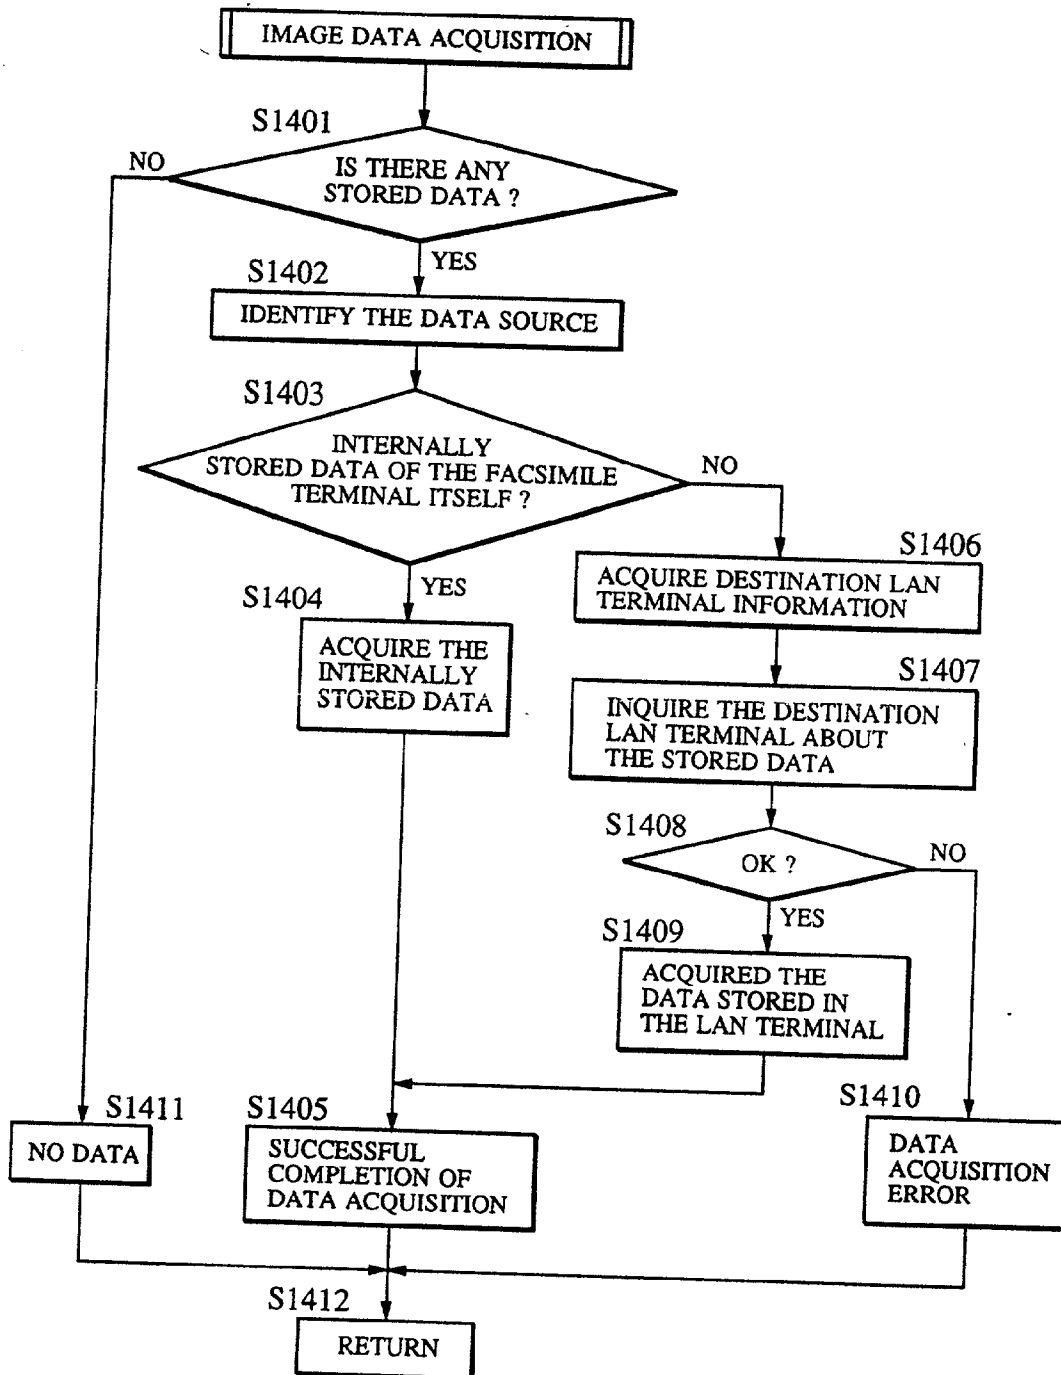 IMAGE DATA ACQUISITION
S1401
NO
IS THERE ANY
STORED DATA ?
YES
S1402
IDENTIFY THE DATA SOURCE
S1403
INTERNALLY
STORED DATA OF THE FACSIMILE
TERMINAL ITSELF ?
NO
YES
S1404
ACQUIRE THE
INTERNALLY
STORED DATA
S1406
ACQUIRE DESTINATION LAN
TERMINAL INFORMATION
S1407
INQUIRE THE DESTINATION
LAN TERMINAL ABOUT
THE STORED DATA
S1408
OK ?
NO
YES
S1409
ACQUIRED THE
DATA STORED IN
THE LAN TERMINAL
S1411
NO DATA
S1405
SUCCESSFUL
COMPLETION OF
DATA ACQUISITION
S1410
DATA
ACQUISITION
ERROR
S1412
RETURN